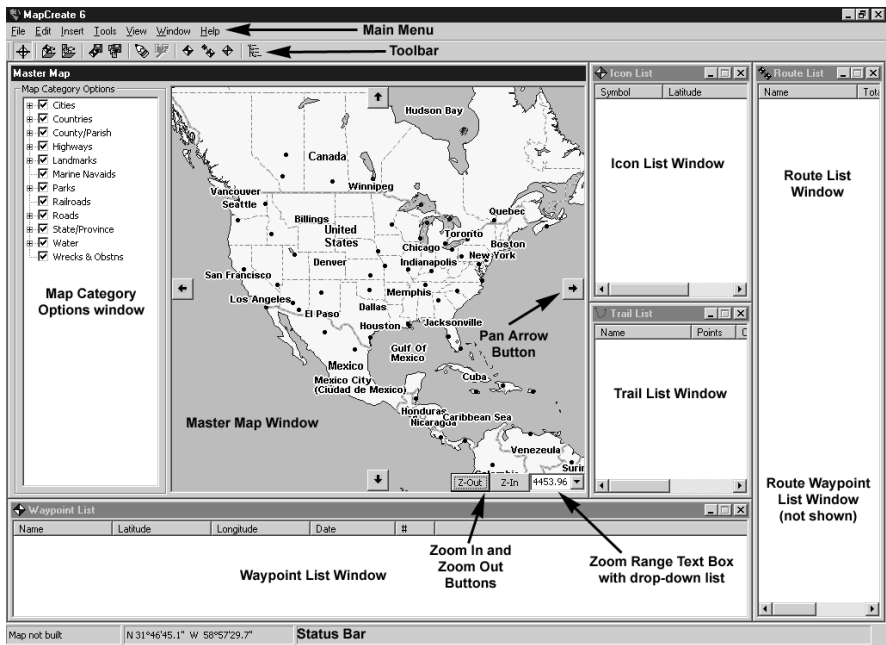 MapCreate 6
File Edit Insert Tools View Window Help
Main Menu
Toolbar
Master Map
Map Category Options
Cities
Countries
County/Parish
Highways
Landmarks
Marine Navaids
Parks
Railroads
Roads
State/Province
Water
Wrecks & Obstns
Map Category
Options window
Hudson Bay
Canada
Winnipeg
Vancouver
Seattle
Quebec
Billings
United
States
Toronto
Boston
Chicago
New York
Denver
Indianapolis
San Francisco
Los Angeles
Memphis
El Paso
Dallas
Houston
Jacksonville
Gulf Of
Mexico
Mexico
Mexico City
(Ciudad de Mexico)
Cuba
Honduras
Caribbean Sea
Nicaragua
Venezuela
Surir
Pan Arrow
Button
Master Map Window
Z-Out
Z-In
4453.96
Icon List
Symbol Latitude
Icon List Window
Trail List
Name Points C
Trail List Window
Route List
Name Tota
Route List
Window
Route Waypoint
List Window
(not shown)
Waypoint List
Name Latitude Longitude Date #
Waypoint List Window
Zoom In and
Zoom Out
Buttons
Zoom Range Text Box
with drop-down list
Map not built
N 31°46'45.1" W 58°57'29.7"
Status Bar